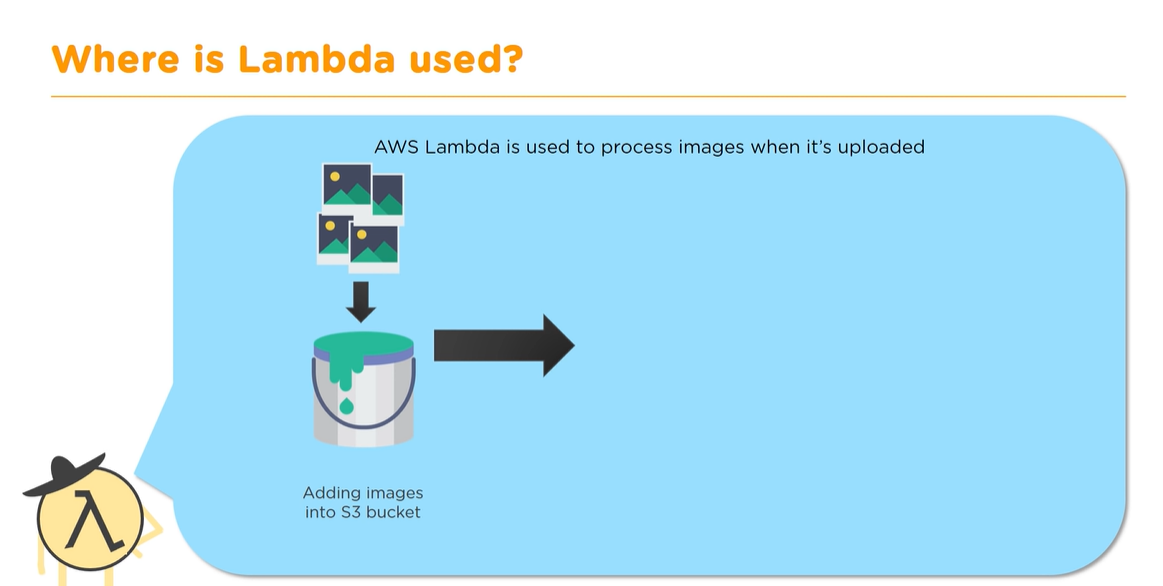 Where is Lambda used?
AWS Lambda is used to process images when it’s uploaded
Adding images
into S3 bucket
λ